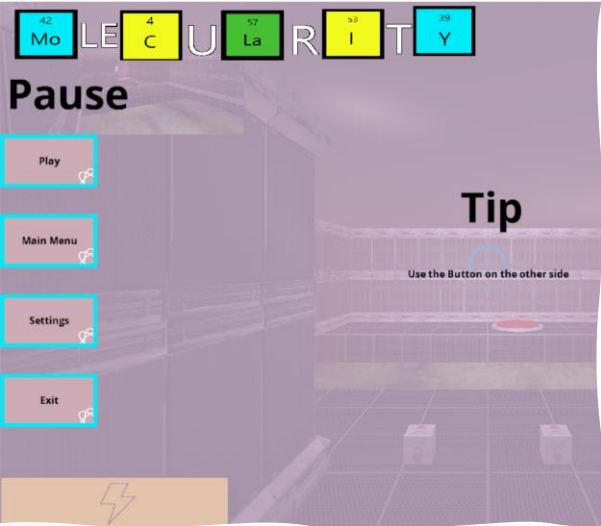 42 4 57 53 39
Mo LE C U La R I T Y
Pause
Play
Tip
Main Menu
Use the Button on the other side
Settings
Exit